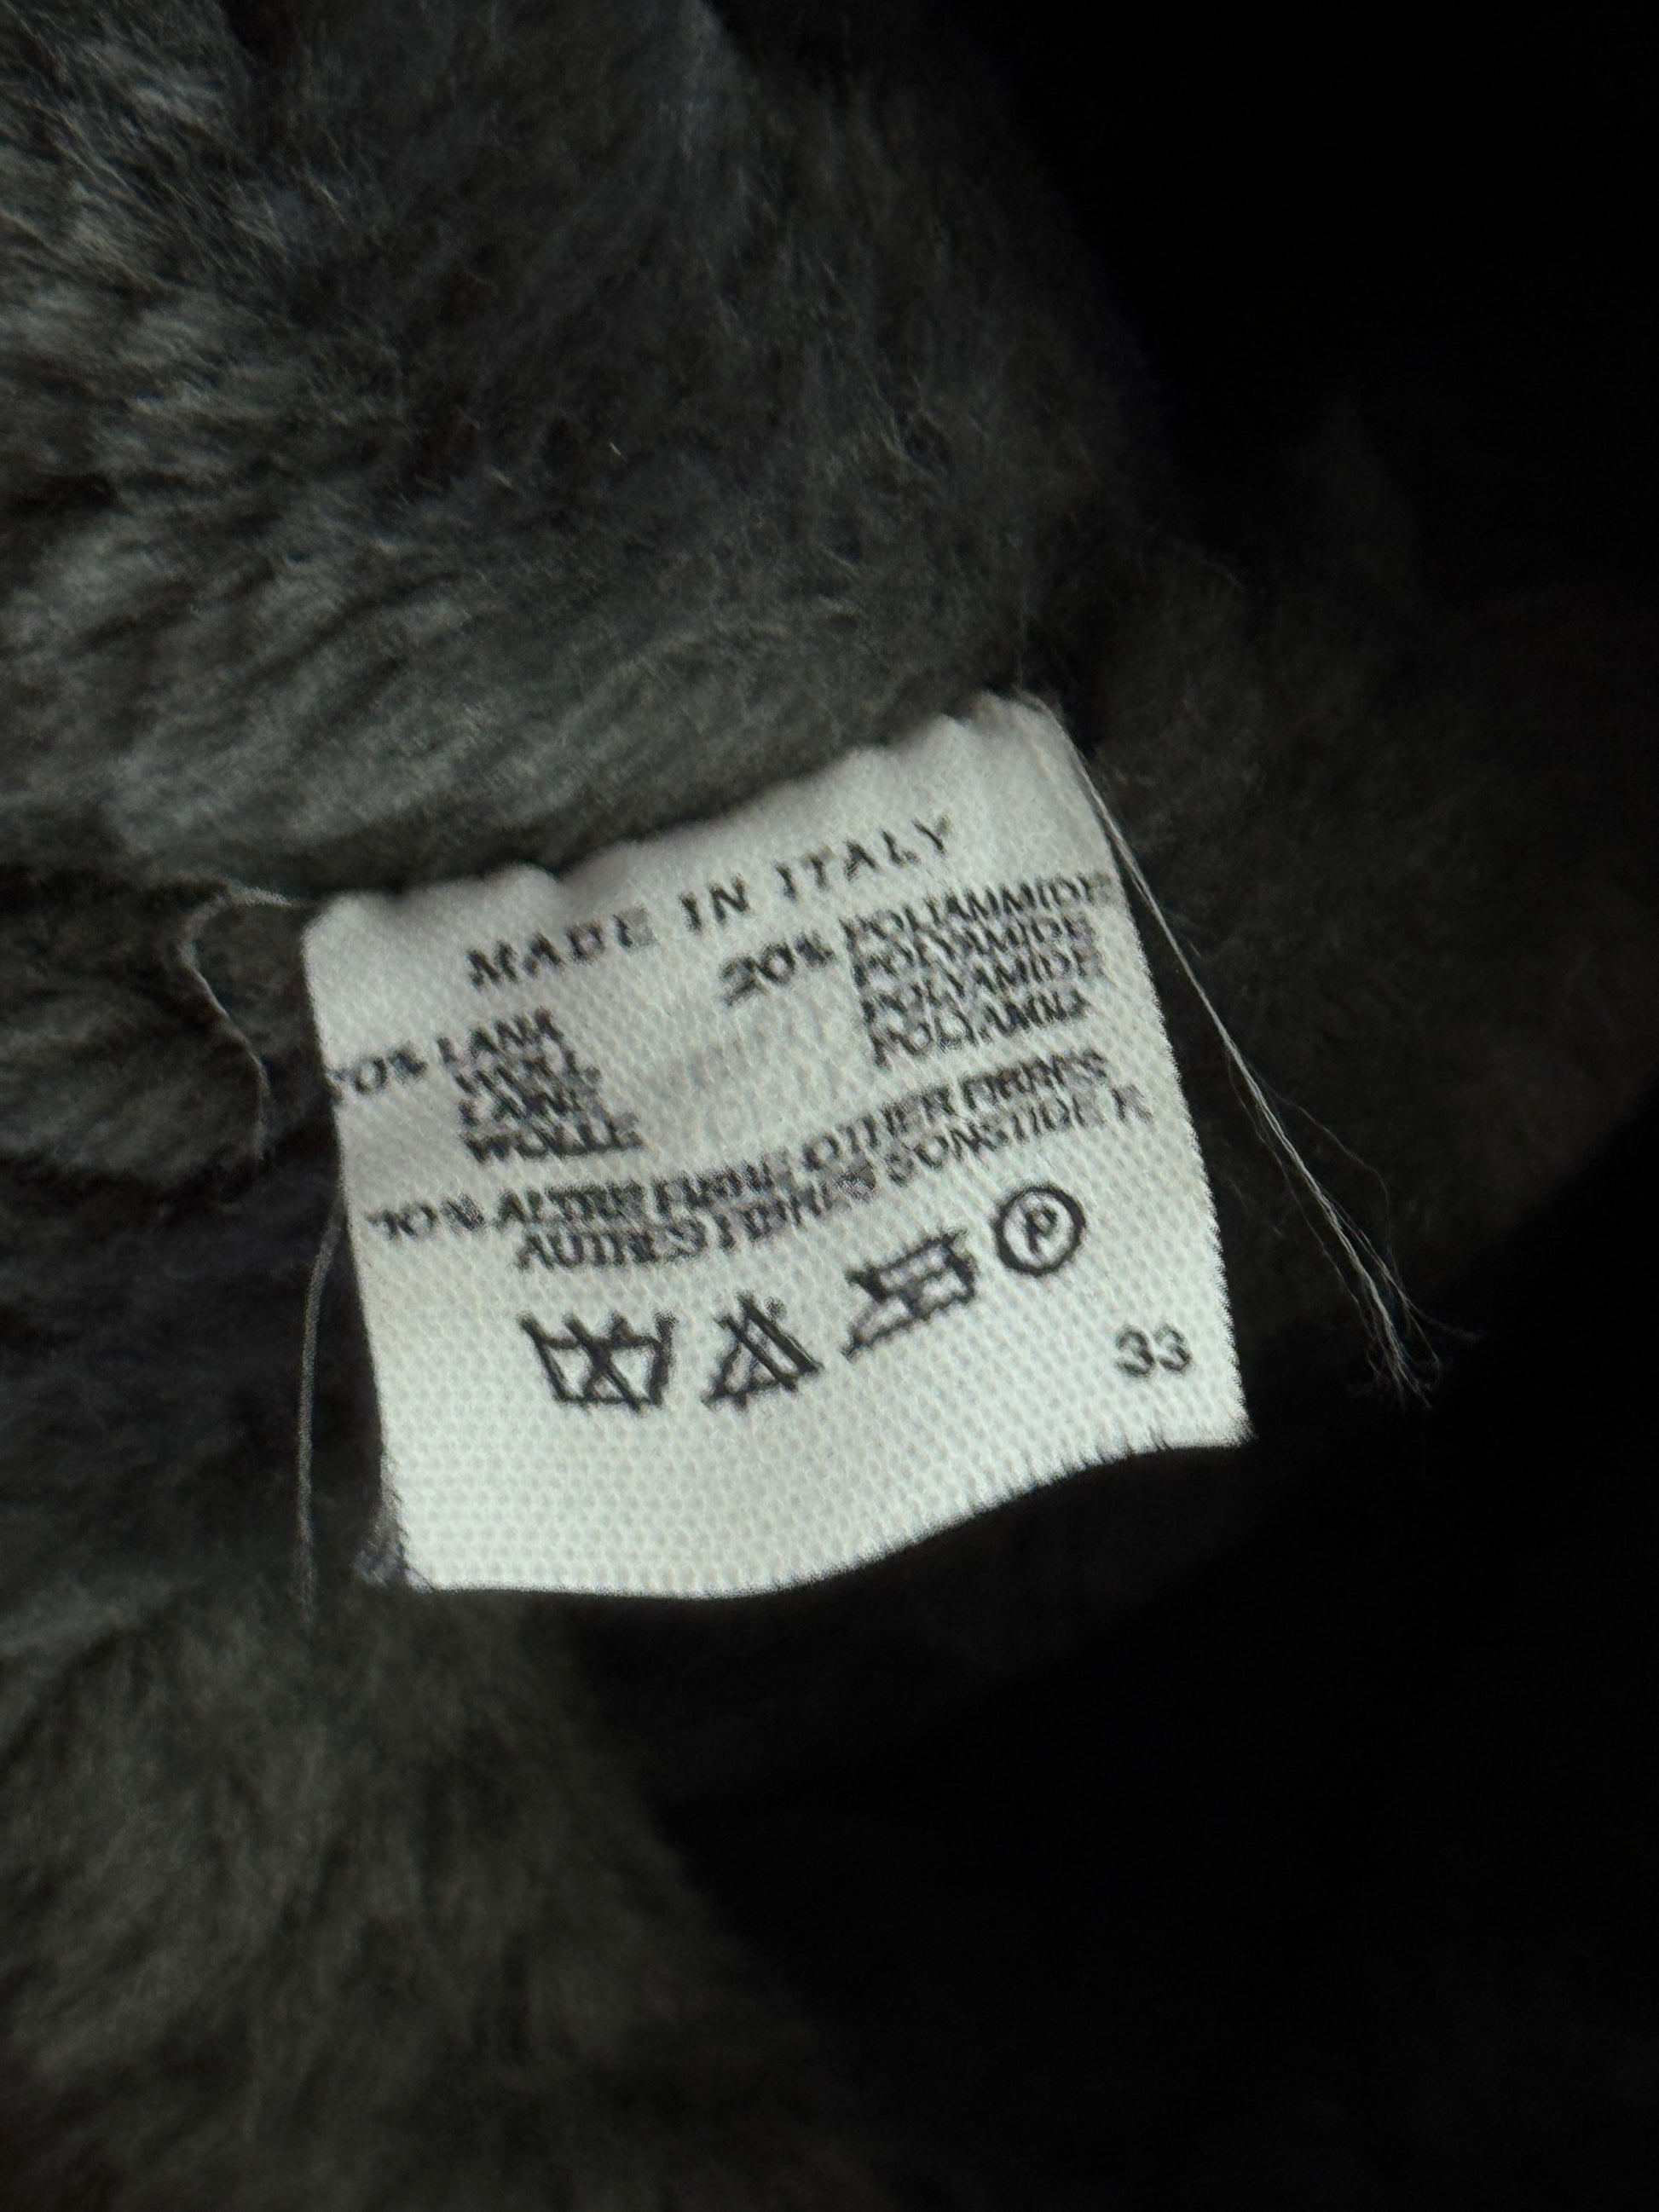 MADE IN ITALY
70% LANA
WOOL
LAINE
WOLLE
20% POLIAMMIDE
POLYAMIDE
POLYAMIDE
POLYAMID
10% ALTRE FIBRE OTHER FIBRES
AUTRES FIBRES SONSTIGE F.
P
33